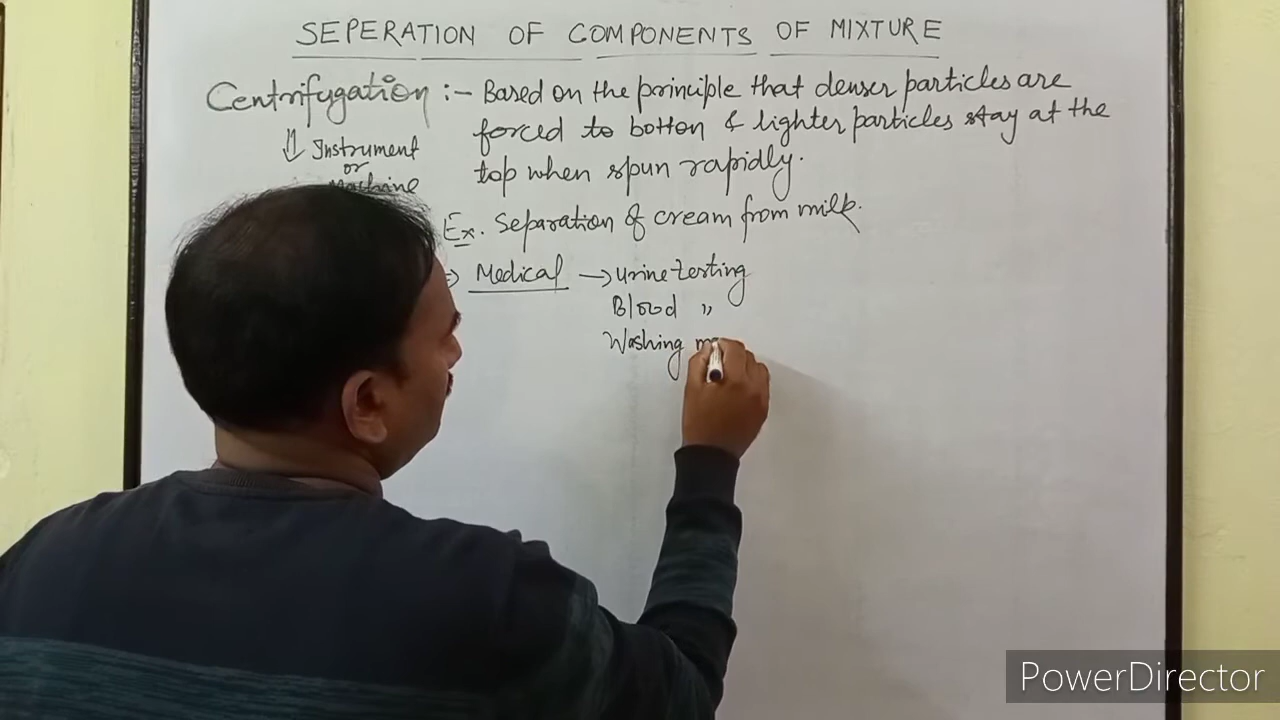 SEPERATION OF COMPONENTS OF MIXTURE
Centrifygation :- Based on the principle that denser particles are
forced to botton & lighter particles stay at the
top when spun rapidly.
⇓ Instrument
or
Machine
Ex. Separation of cream from milk.
⇒ Medical → Urine testing
Blood "
Washing
PowerDirector